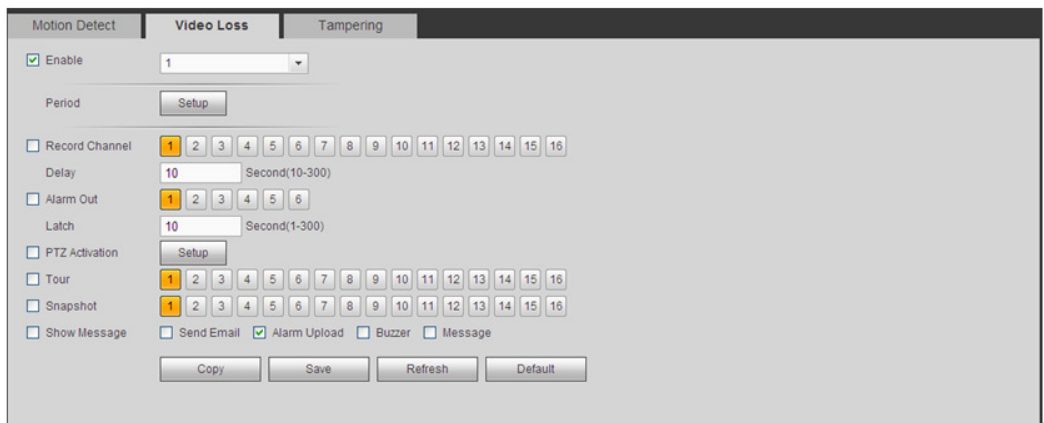 Motion Detect Video Loss Tampering
Enable 1
Period Setup
Record Channel 1 2 3 4 5 6 7 8 9 10 11 12 13 14 15 16
Delay 10 Second(10-300)
Alarm Out 1 2 3 4 5 6
Latch 10 Second(1-300)
PTZ Activation Setup
Tour 1 2 3 4 5 6 7 8 9 10 11 12 13 14 15 16
Snapshot 1 2 3 4 5 6 7 8 9 10 11 12 13 14 15 16
Show Message Send Email Alarm Upload Buzzer Message
Copy Save Refresh Default